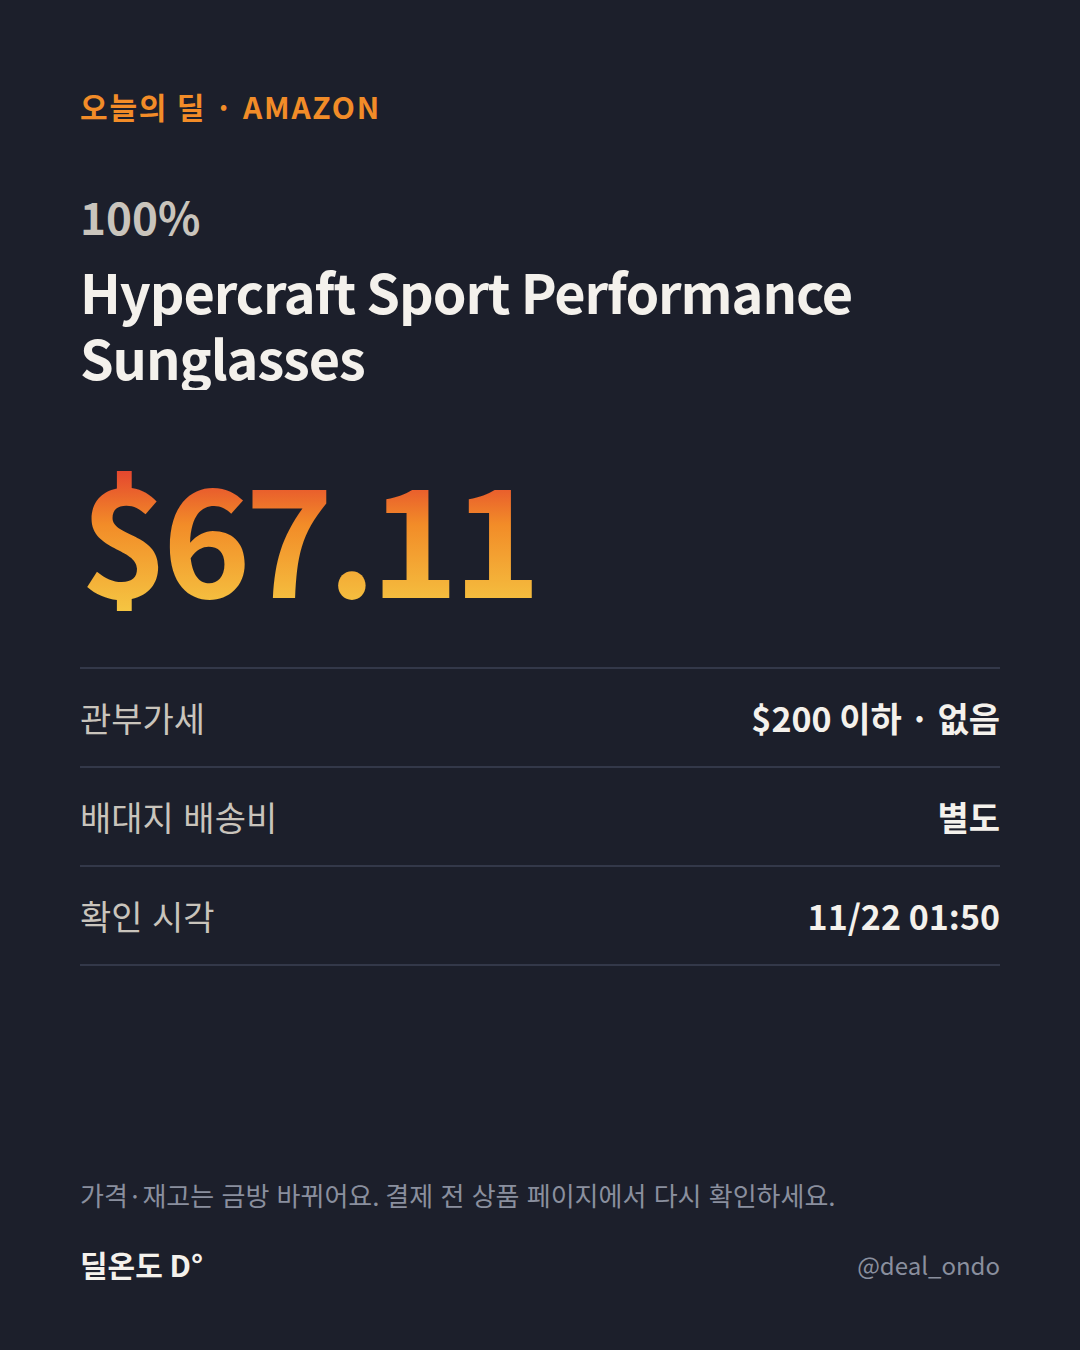 오늘의 딜 · AMAZON
100%
Hypercraft Sport Performance
Sunglasses
$67.11
관부가세 $200 이하 · 없음
배대지 배송비 별도
확인 시각 11/22 01:50
가격·재고는 금방 바뀌어요. 결제 전 상품 페이지에서 다시 확인하세요.
딜온도 D° @deal_ondo